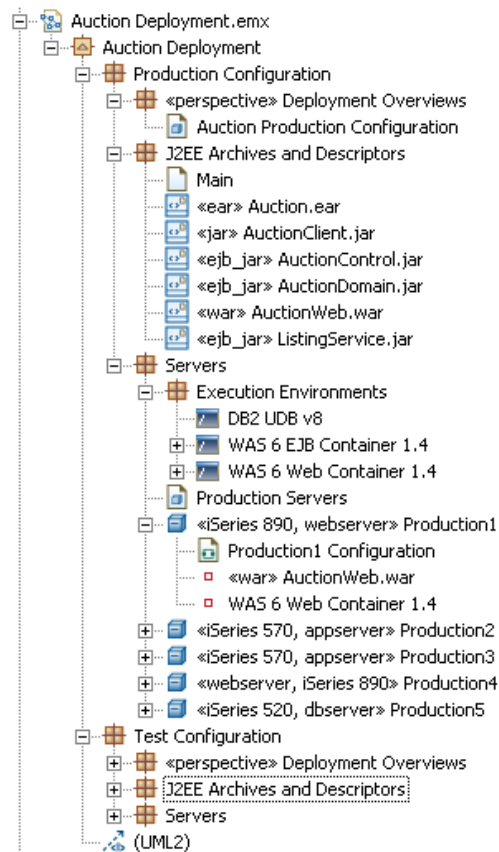 Auction Deployment.emx
Auction Deployment
Production Configuration
«perspective» Deployment Overviews
Auction Production Configuration
J2EE Archives and Descriptors
Main
«ear» Auction.ear
«jar» AuctionClient.jar
«ejb_jar» AuctionControl.jar
«ejb_jar» AuctionDomain.jar
«war» AuctionWeb.war
«ejb_jar» ListingService.jar
Servers
Execution Environments
DB2 UDB v8
WAS 6 EJB Container 1.4
WAS 6 Web Container 1.4
Production Servers
«iSeries 890, webserver» Production1
Production1 Configuration
«war» AuctionWeb.war
WAS 6 Web Container 1.4
«iSeries 570, appserver» Production2
«iSeries 570, appserver» Production3
«webserver, iSeries 890» Production4
«iSeries 520, dbserver» Production5
Test Configuration
«perspective» Deployment Overviews
J2EE Archives and Descriptors
Servers
(UML2)